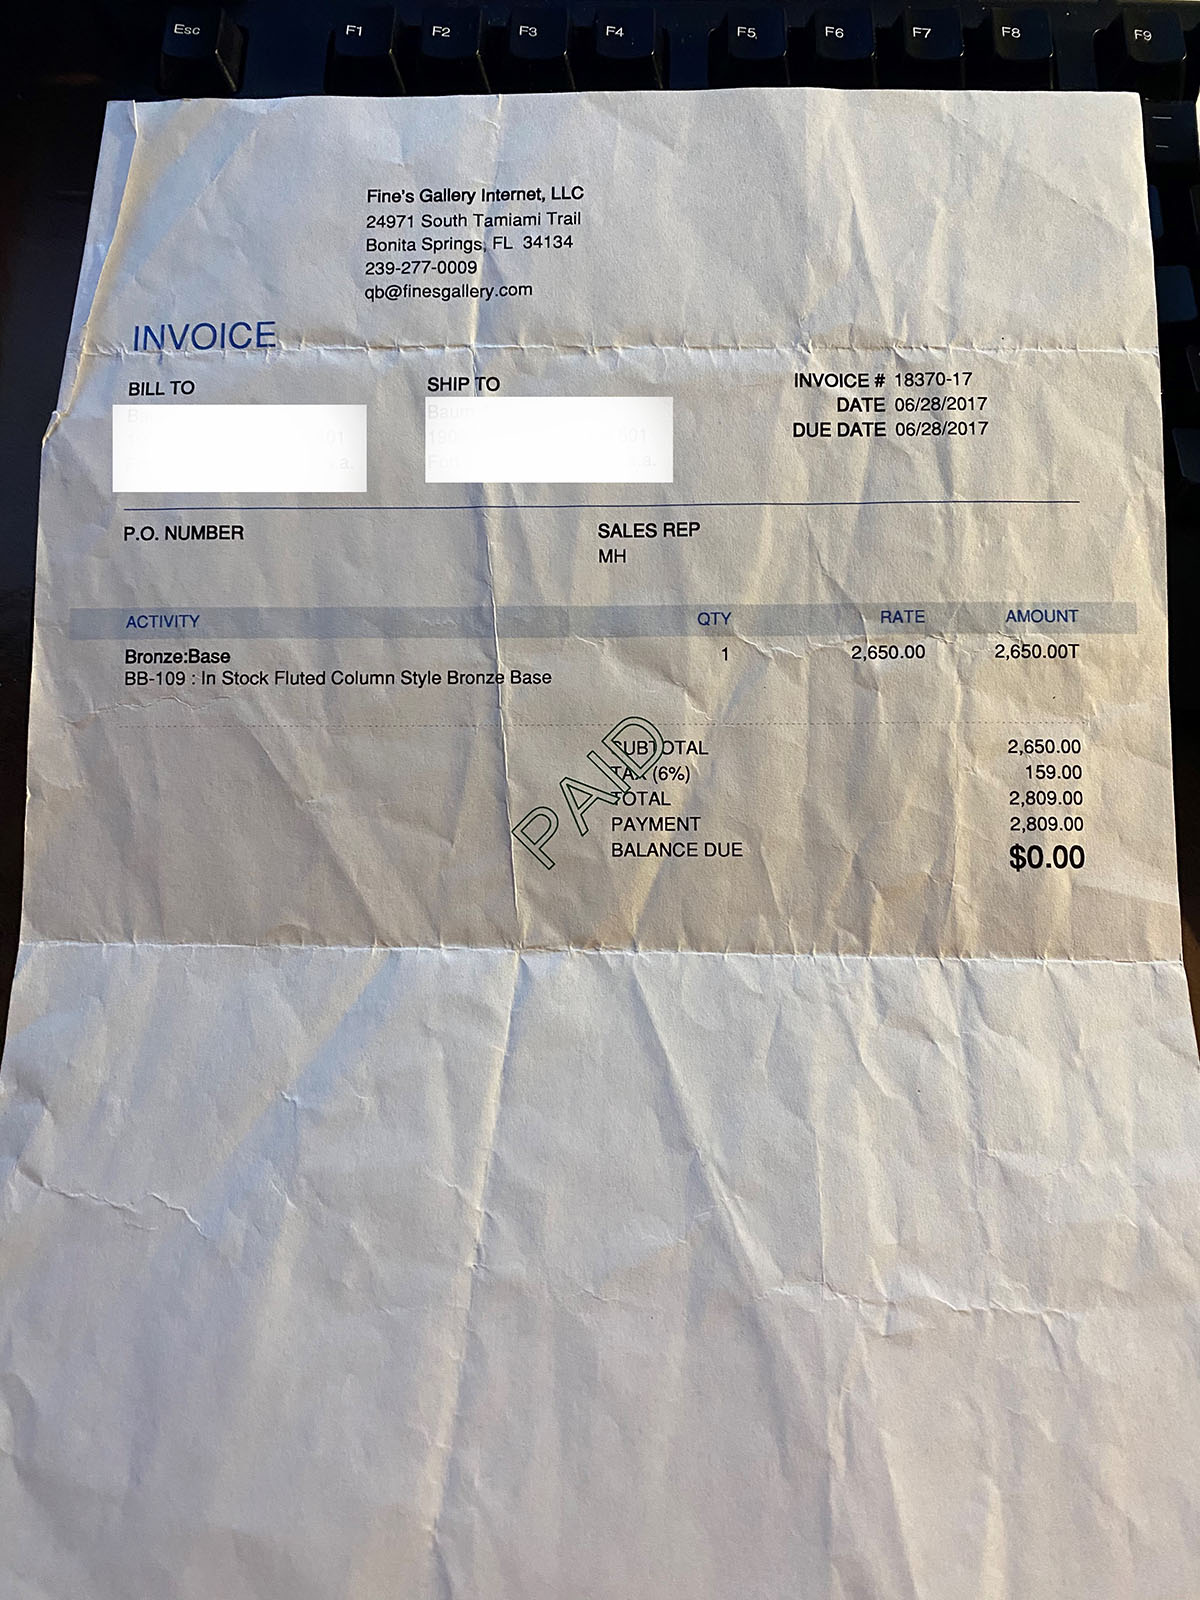 Esc F1 F2 F3 F4 F5 F6 F7 F8 F9
Fine's Gallery Internet, LLC
24971 South Tamiami Trail
Bonita Springs, FL 34134
239-277-0009
qb@finesgallery.com
INVOICE
BILL TO
SHIP TO
INVOICE # 18370-17
DATE 06/28/2017
DUE DATE 06/28/2017
P.O. NUMBER
SALES REP
MH
ACTIVITY QTY RATE AMOUNT
Bronze:Base 1 2,650.00 2,650.00T
BB-109 : In Stock Fluted Column Style Bronze Base
SUBTOTAL 2,650.00
TAX (6%) 159.00
TOTAL 2,809.00
PAYMENT 2,809.00
BALANCE DUE $0.00
PAID